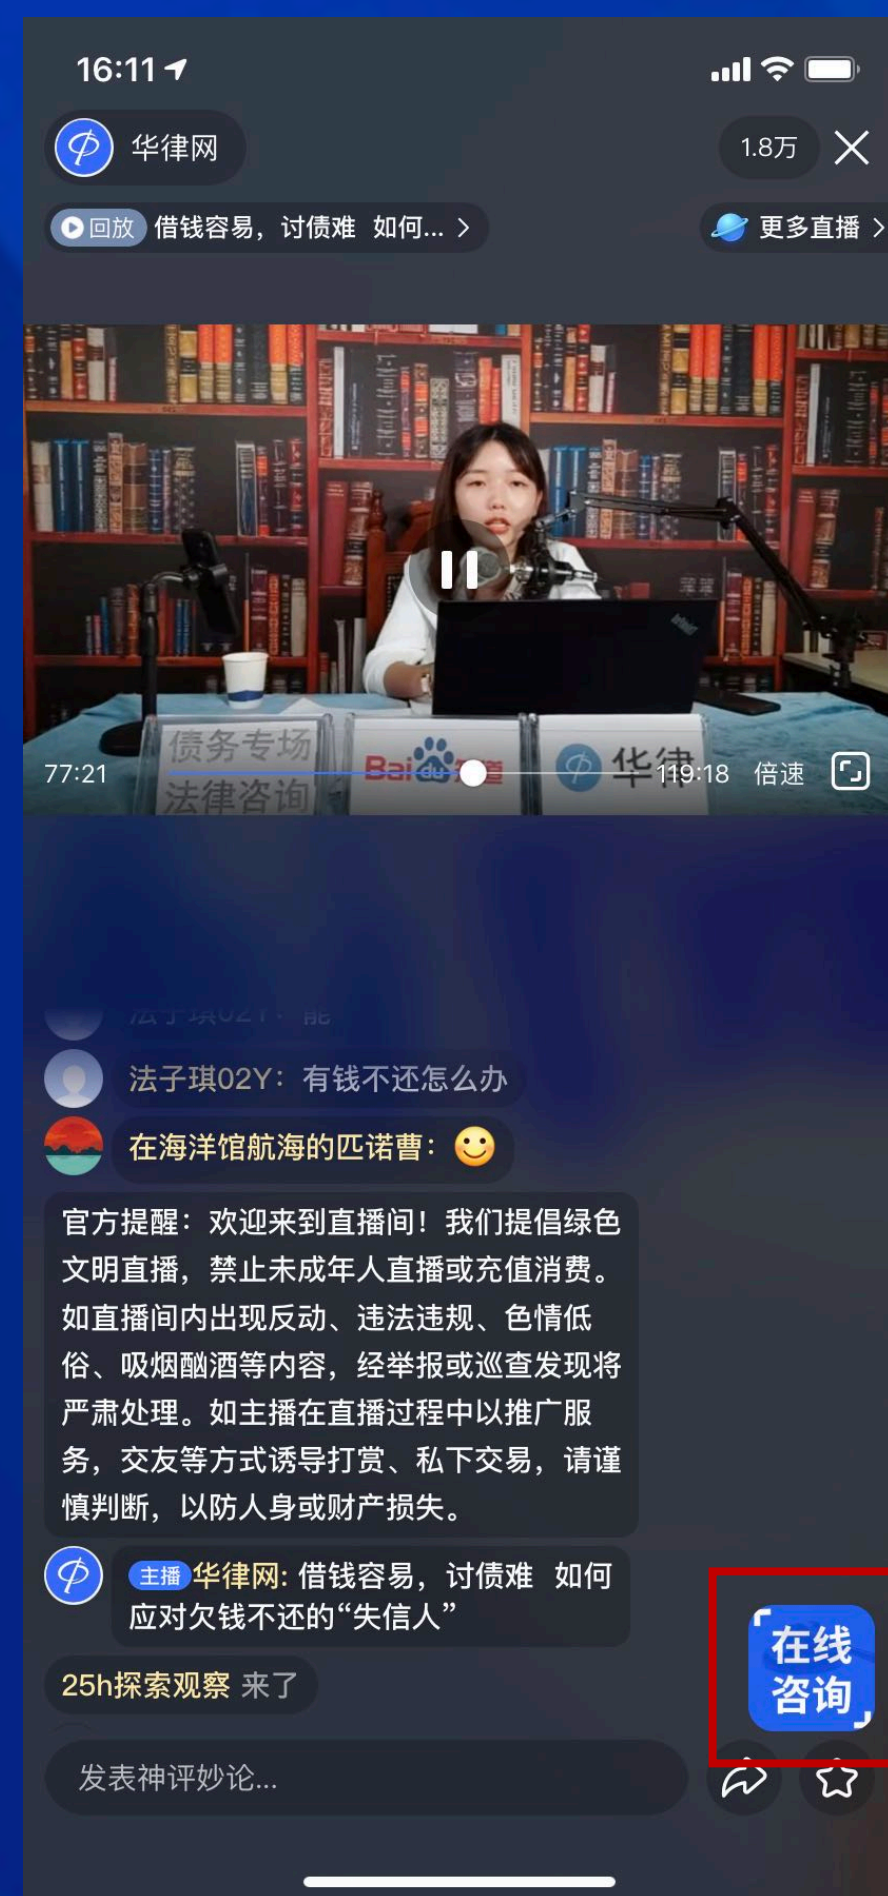 16:11
华律网
1.8万
回放 借钱容易，讨债难 如何... >
更多直播 >
债务专场
法律咨询
Baidu
华律
77:21
119:18
倍速
法子琪02Y：能
法子琪02Y：有钱不还怎么办
在海洋馆航海的匹诺曹：
官方提醒：欢迎来到直播间！我们提倡绿色
文明直播，禁止未成年人直播或充值消费。
如直播间内出现反动、违法违规、色情低
俗、吸烟酗酒等内容，经举报或巡查发现将
严肃处理。如主播在直播过程中以推广服
务，交友等方式诱导打赏、私下交易，请谨
慎判断，以防人身或财产损失。
主播 华律网: 借钱容易，讨债难 如何
应对欠钱不还的“失信人”
25h探索观察 来了
在线
咨询
发表神评妙论...